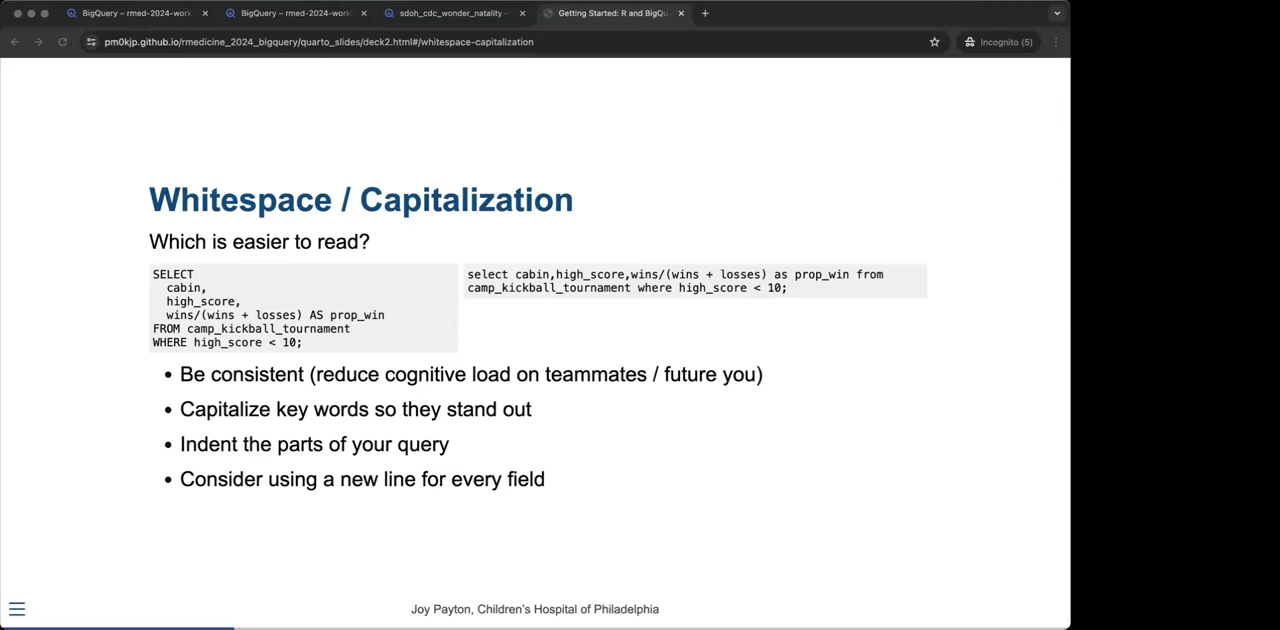 BigQuery – rmed-2024-work
BigQuery – rmed-2024-work
sdoh_cdc_wonder_natality
Getting Started: R and BigQu
pm0kjp.github.io/rmedicine_2024_bigquery/quarto_slides/deck2.html#/whitespace-capitalization
Incognito (5)
Whitespace / Capitalization
Which is easier to read?
SELECT
cabin,
high_score,
wins/(wins + losses) AS prop_win
FROM camp_kickball_tournament
WHERE high_score < 10;
select cabin,high_score,wins/(wins + losses) as prop_win from
camp_kickball_tournament where high_score < 10;
• Be consistent (reduce cognitive load on teammates / future you)
• Capitalize key words so they stand out
• Indent the parts of your query
• Consider using a new line for every field
Joy Payton, Children's Hospital of Philadelphia